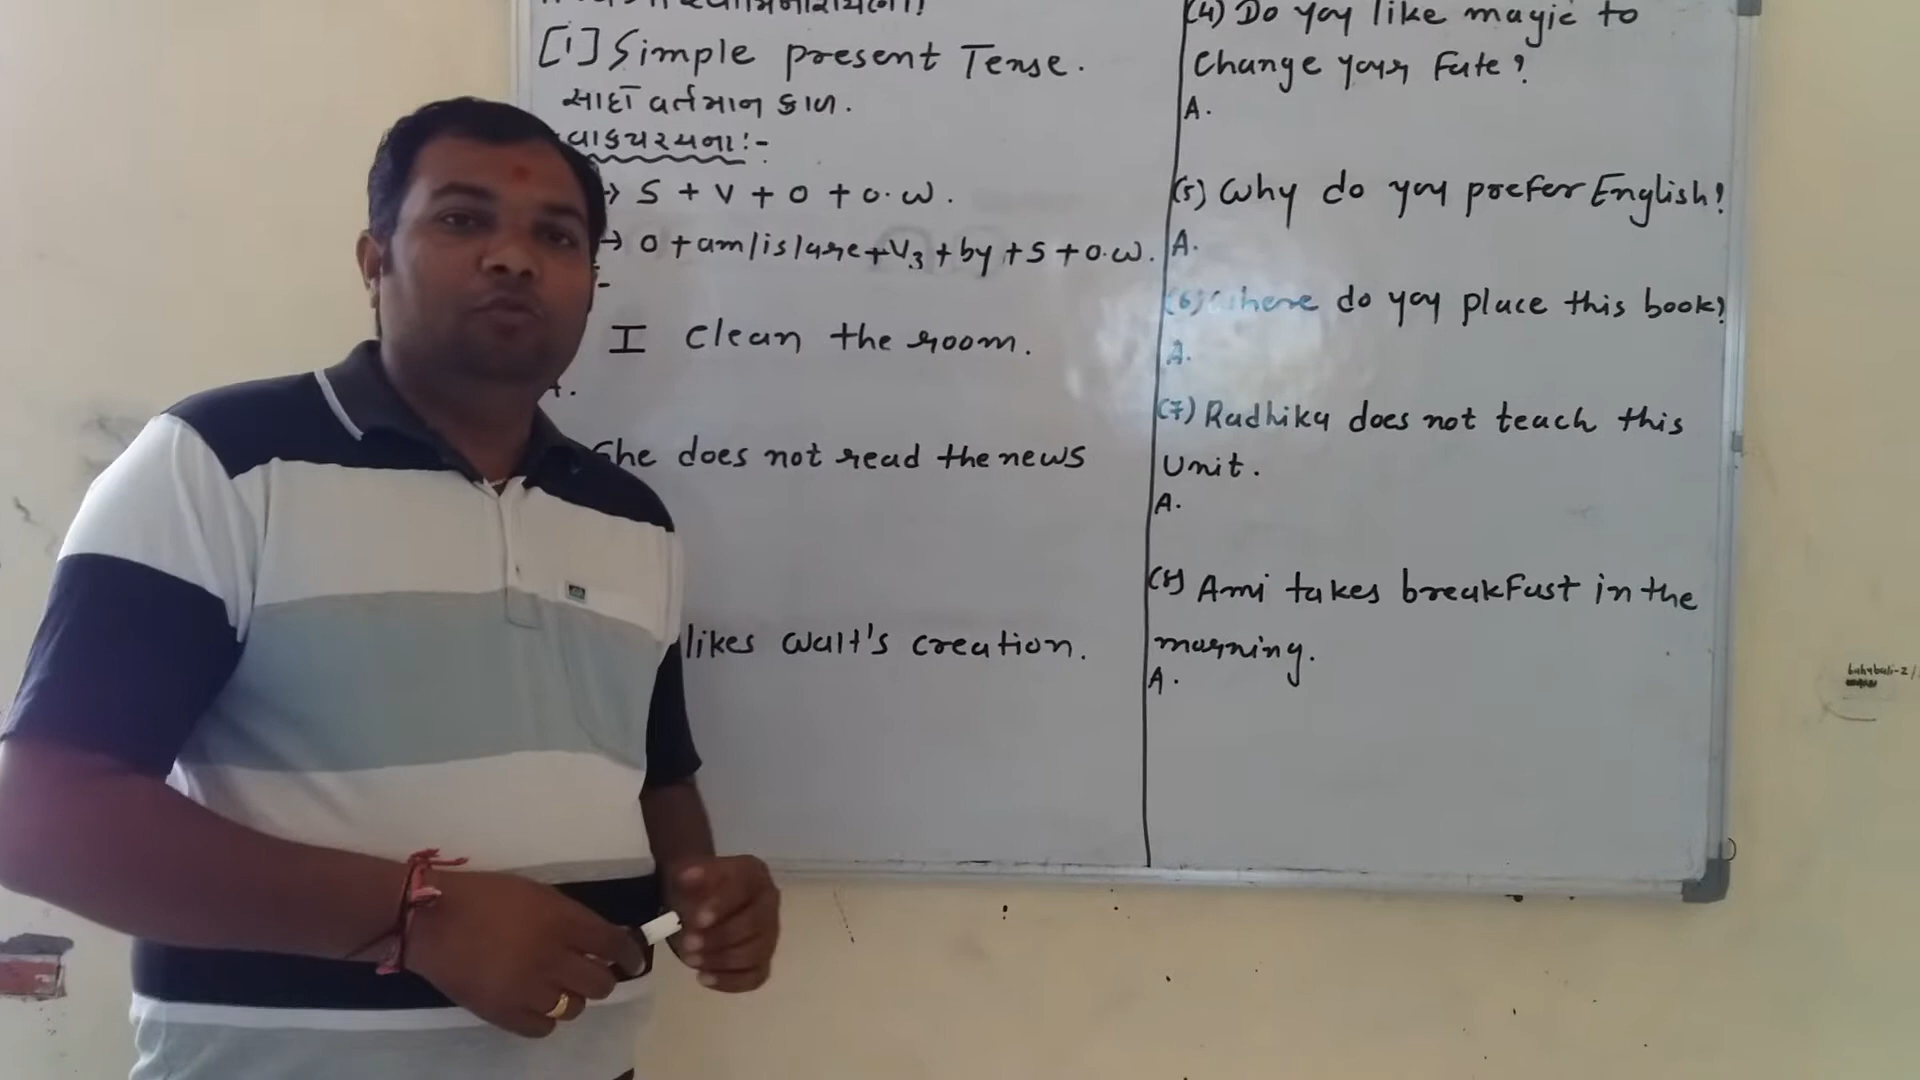 [1] Simple present Tense.
સાદો વર્તમાન કાળ.
વાક્યરચના:-
→ S + V + O + O.W.
→ O + am/is/are + V3 + by + S + O.W.
-
I clean the room.
A.
She does not read the news
likes Walt's creation.
(4) Do you like magic to
change your Fate?
A.
(5) Why do you prefer English?
A.
(6) Where do you place this book?
A.
(7) Radhika does not teach this
Unit.
A.
(8) Ami takes breakFast in the
morning.
A.